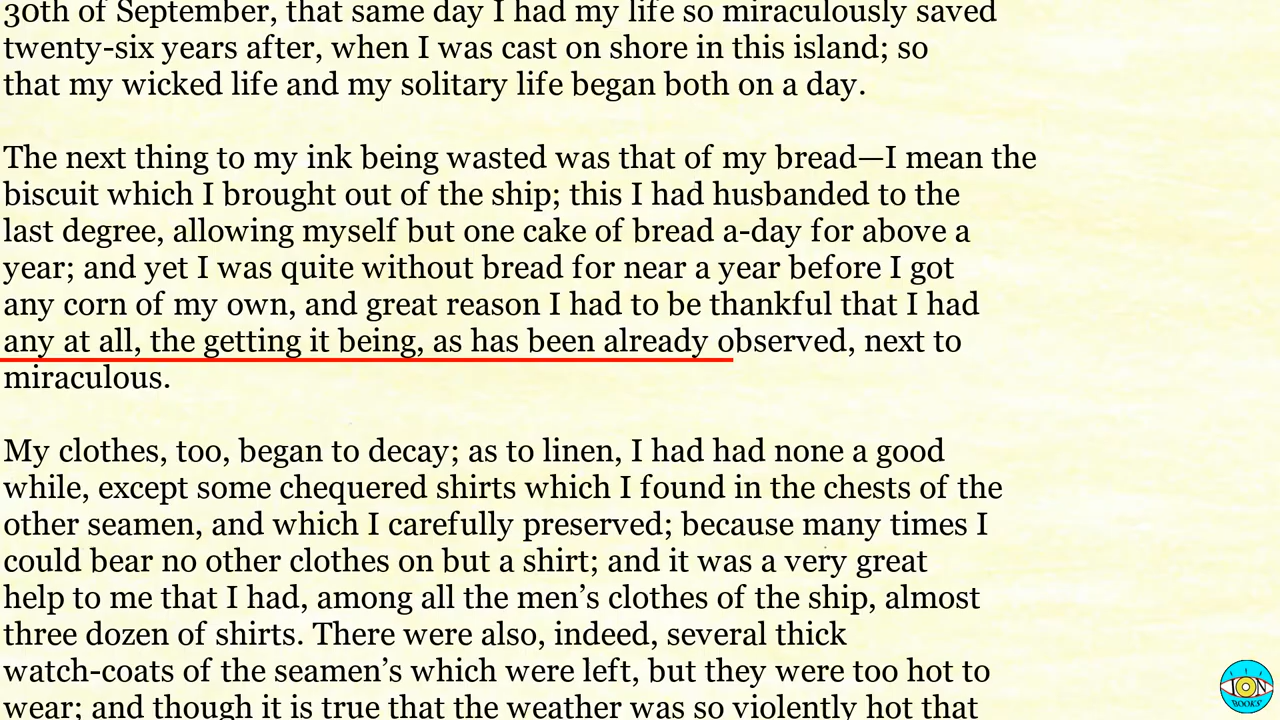 30th of September, that same day I had my life so miraculously saved
twenty-six years after, when I was cast on shore in this island; so
that my wicked life and my solitary life began both on a day.
The next thing to my ink being wasted was that of my bread—I mean the
biscuit which I brought out of the ship; this I had husbanded to the
last degree, allowing myself but one cake of bread a-day for above a
year; and yet I was quite without bread for near a year before I got
any corn of my own, and great reason I had to be thankful that I had
any at all, the getting it being, as has been already observed, next to
miraculous.
My clothes, too, began to decay; as to linen, I had had none a good
while, except some chequered shirts which I found in the chests of the
other seamen, and which I carefully preserved; because many times I
could bear no other clothes on but a shirt; and it was a very great
help to me that I had, among all the men’s clothes of the ship, almost
three dozen of shirts. There were also, indeed, several thick
watch-coats of the seamen’s which were left, but they were too hot to
wear; and though it is true that the weather was so violently hot that
BOOKS